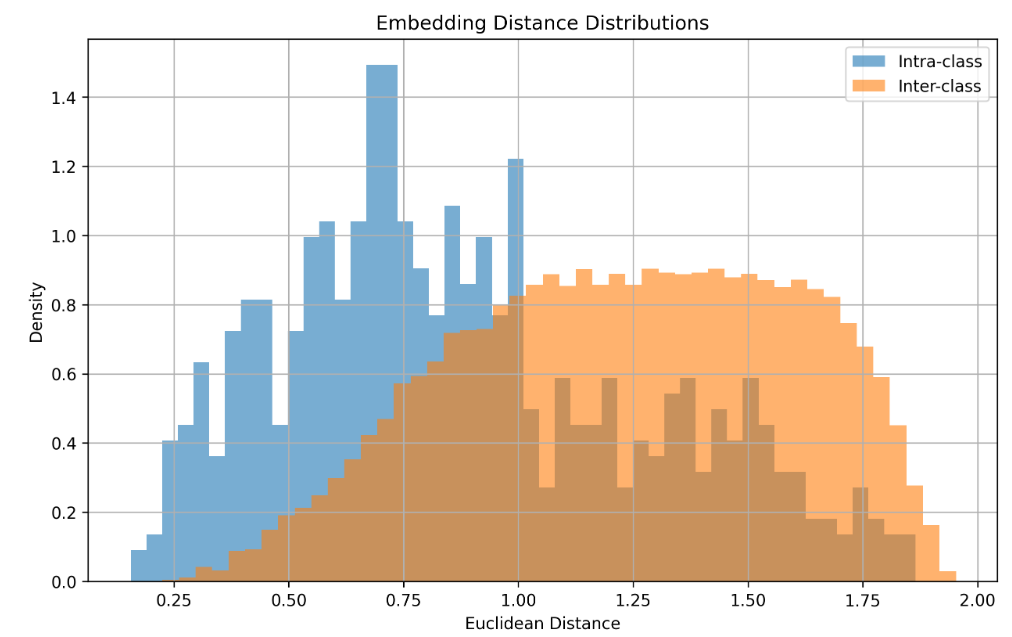 Embedding Distance Distributions
Intra-class
Inter-class
Density
1.4
1.2
1.0
0.8
0.6
0.4
0.2
0.0
0.25 0.50 0.75 1.00 1.25 1.50 1.75 2.00
Euclidean Distance